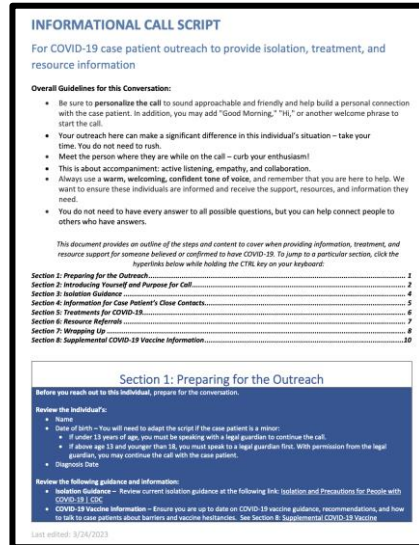 INFORMATIONAL CALL SCRIPT
For COVID-19 case patient outreach to provide isolation, treatment, and
resource information
Overall Guidelines for this Conversation:
• Be sure to personalize the call to sound approachable and friendly and help build a personal connection
with the case patient. In addition, you may add "Good Morning," "Hi," or another welcome phrase to
start the call.
• Your outreach here can make a significant difference in this individual's situation – take your
time. You do not need to rush.
• Meet the person where they are while on the call – curb your enthusiasm!
• This is about accompaniment: active listening, empathy, and collaboration.
• Always use a warm, welcoming, confident tone of voice, and remember that you are here to help. We
want to ensure these individuals are informed and receive the support, resources, and information they
need.
• You do not need to have every answer to all possible questions, but you can help connect people to
others who have answers.
This document provides an outline of the steps and content to cover when providing information, treatment, and
resource support for someone believed or confirmed to have COVID-19. To jump to a particular section, click the
hyperlinks below while holding the CTRL key on your keyboard:
Section 1: Preparing for the Outreach 1
Section 2: Introducing Yourself and Purpose for Call 2
Section 3: Isolation Guidance 4
Section 4: Information for Case Patient's Close Contacts 5
Section 5: Treatments for COVID-19 6
Section 6: Resource Referrals 7
Section 7: Wrapping Up 8
Section 8: Supplemental COVID-19 Vaccine Information 10
Section 1: Preparing for the Outreach
Before you reach out to this individual, prepare for the conversation.
Review the individual's:
• Name
• Date of birth – You will need to adapt the script if the case patient is a minor:
• If under 13 years of age, you must be speaking with a legal guardian to continue the call.
• If above age 13 and younger than 18, you must speak to a legal guardian first. With permission from the legal
guardian, you may continue the call with the case patient.
• Diagnosis Date
Review the following guidance and information:
• Isolation Guidance – Review current isolation guidance at the following link: Isolation and Precautions for People with
COVID-19 | CDC
• COVID-19 Vaccine Information – Ensure you are up to date on COVID-19 vaccine guidance, recommendations, and how
to talk to case patients about barriers and vaccine hesitancies. See Section 8: Supplemental COVID-19 Vaccine
Last edited: 3/24/2023